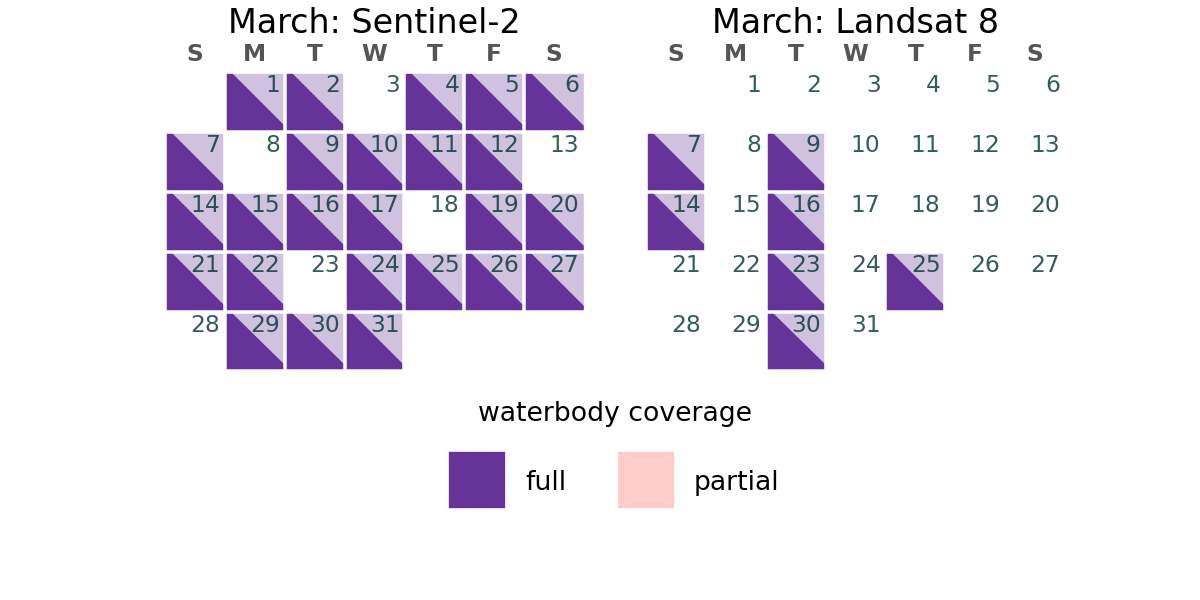 March: Sentinel-2
S M T W T F S
1 2 3 4 5 6
7 8 9 10 11 12 13
14 15 16 17 18 19 20
21 22 23 24 25 26 27
28 29 30 31
March: Landsat 8
S M T W T F S
1 2 3 4 5 6
7 8 9 10 11 12 13
14 15 16 17 18 19 20
21 22 23 24 25 26 27
28 29 30 31
waterbody coverage
full
partial